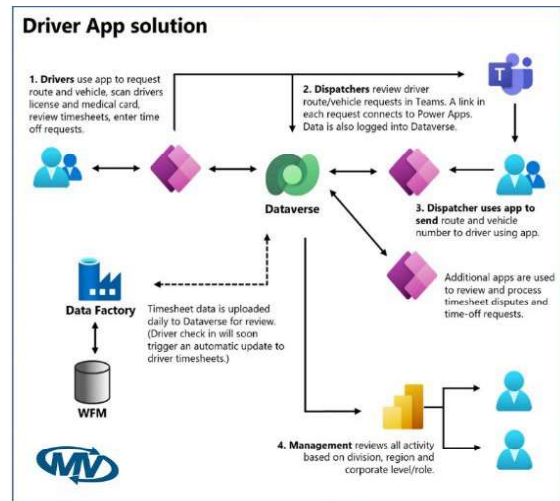 Driver App solution
1. Drivers use app to request
route and vehicle, scan drivers
license and medical card,
review timesheets, enter time
off requests.
2. Dispatchers review driver
route/vehicle requests in Teams. A link in
each request connects to Power Apps.
Data is also logged into Dataverse.
T
Dataverse
3. Dispatcher uses app to
send route and vehicle
number to driver using app.
Additional apps are used
to review and process
timesheet disputes and
time-off requests.
Data Factory
Timesheet data is uploaded
daily to Dataverse for review.
(Driver check in will soon
trigger an automatic update to
driver timesheets.)
WFM
4. Management reviews all activity
based on division, region and
corporate level/role.
MV